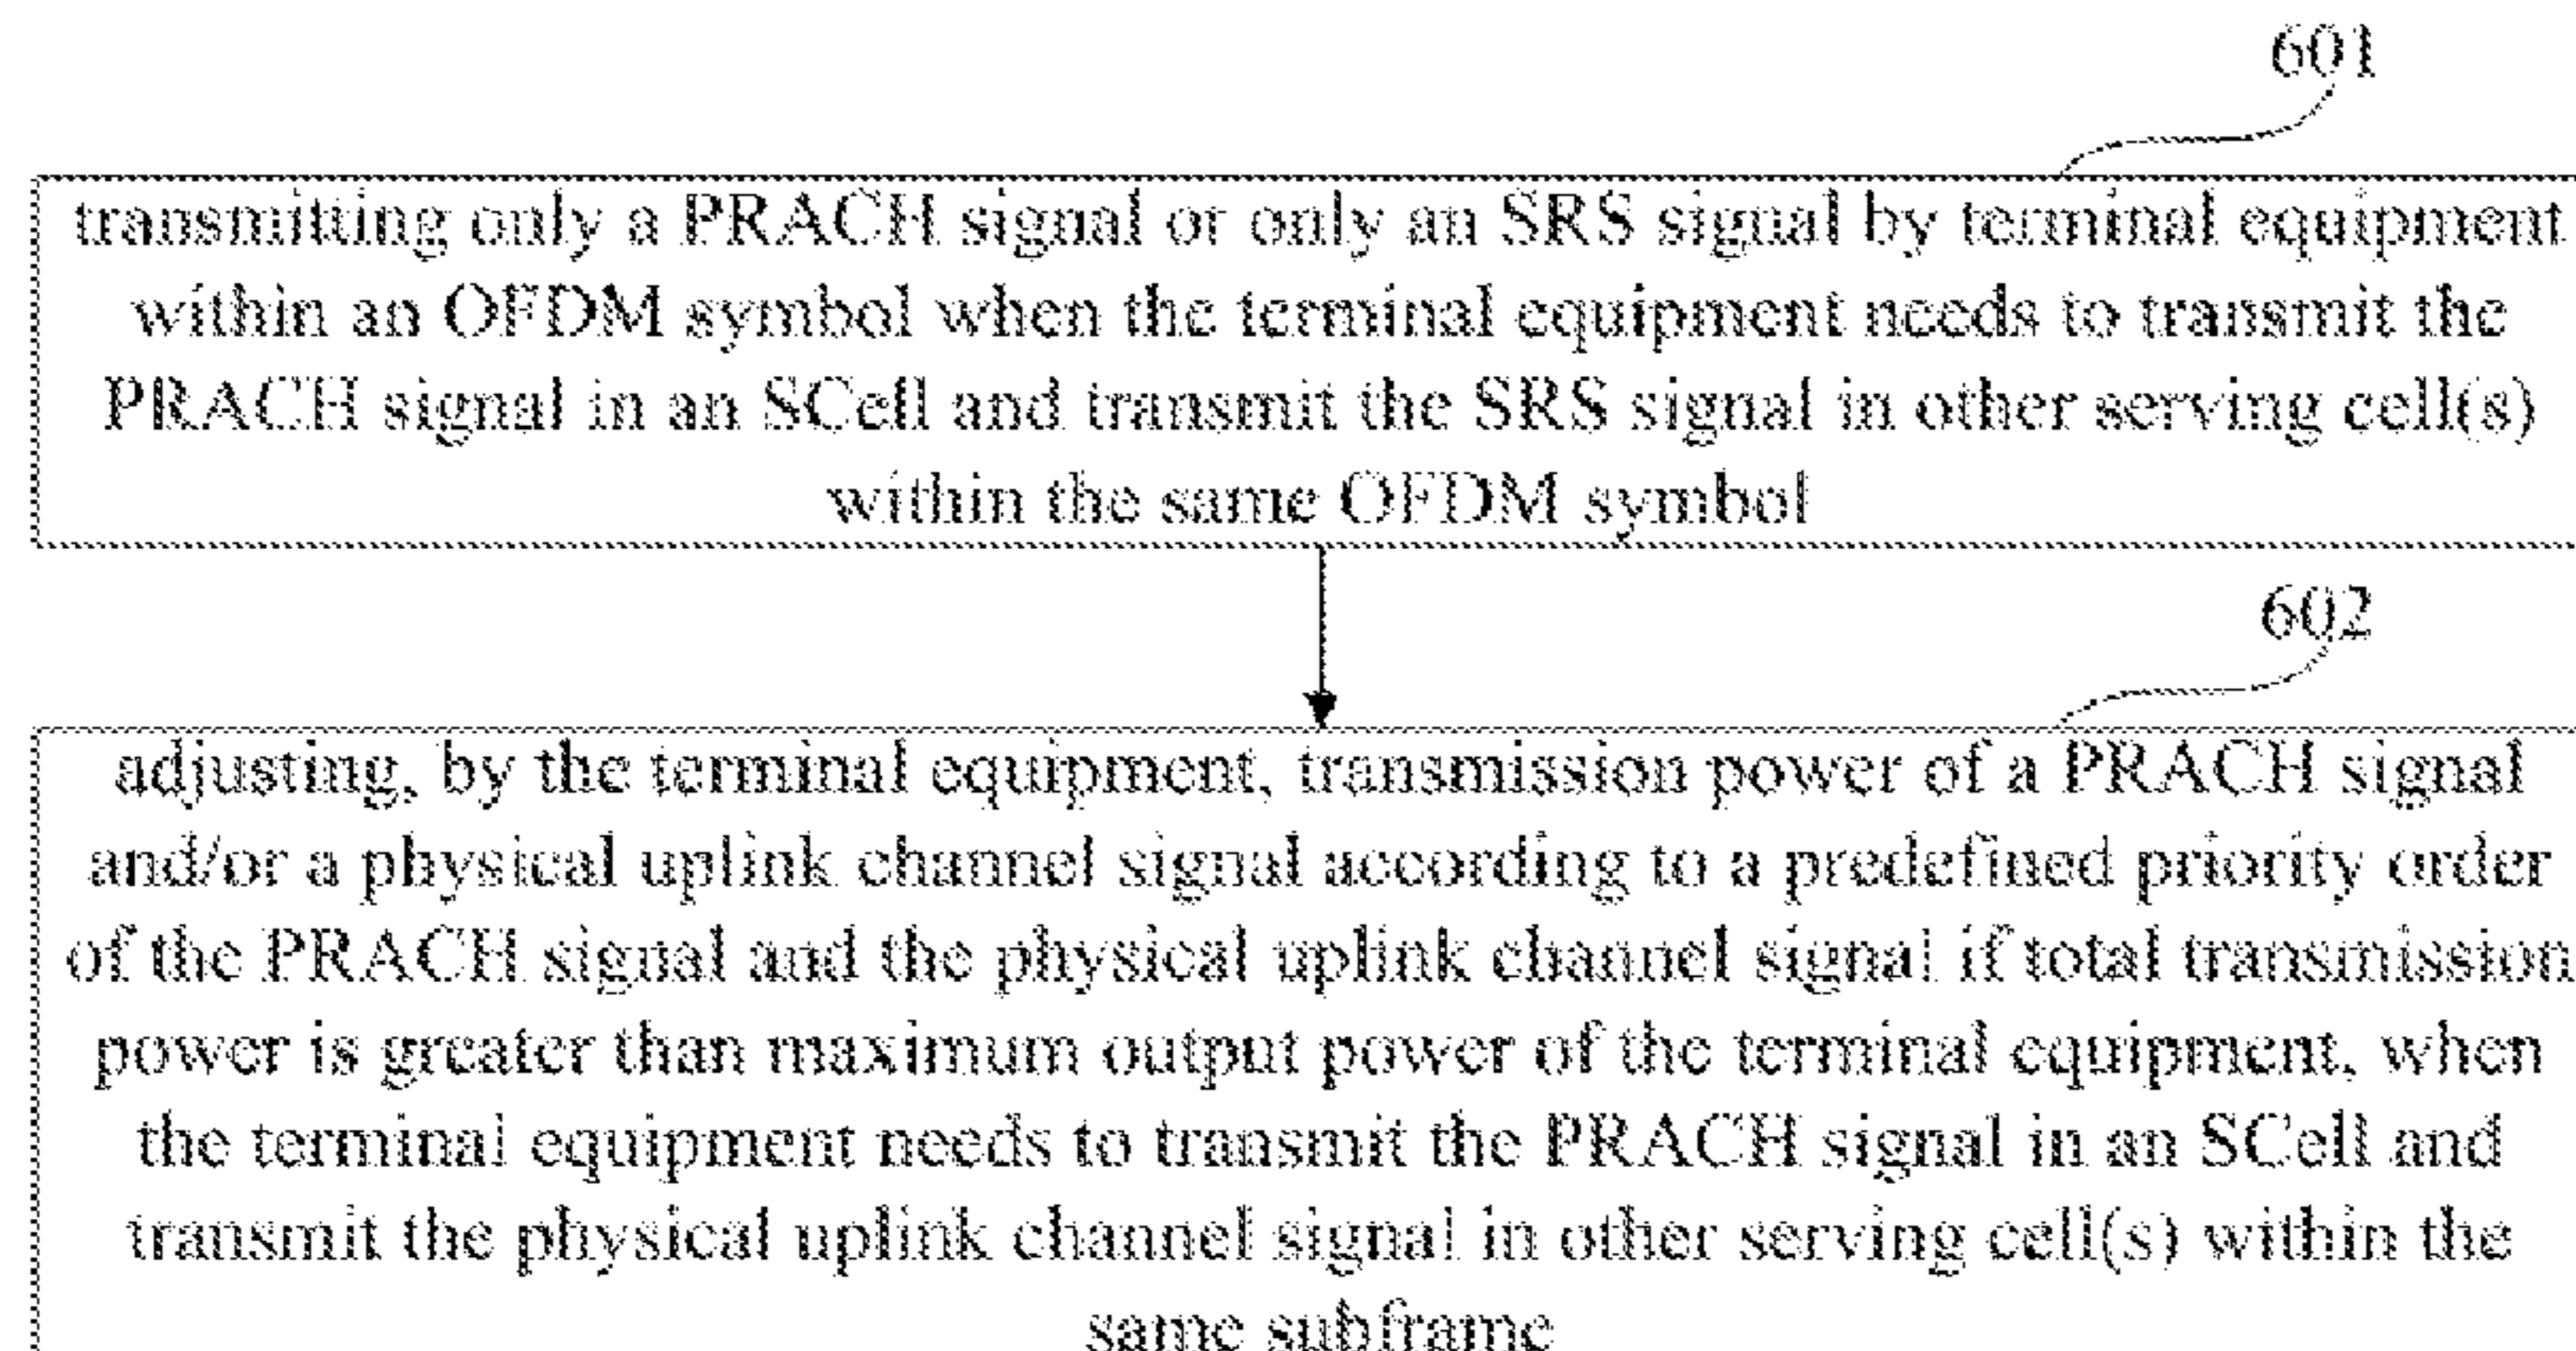 601
transmitting only a PRACH signal or only an SRS signal by terminal equipment
within an OFDM symbol when the terminal equipment needs to transmit the
PRACH signal in an SCell and transmit the SRS signal in other serving cell(s)
within the same OFDM symbol
602
adjusting, by the terminal equipment, transmission power of a PRACH signal
and/or a physical uplink channel signal according to a predefined priority order
of the PRACH signal and the physical uplink channel signal if total transmission
power is greater than maximum output power of the terminal equipment, when
the terminal equipment needs to transmit the PRACH signal in an SCell and
transmit the physical uplink channel signal in other serving cell(s) within the
same subframe